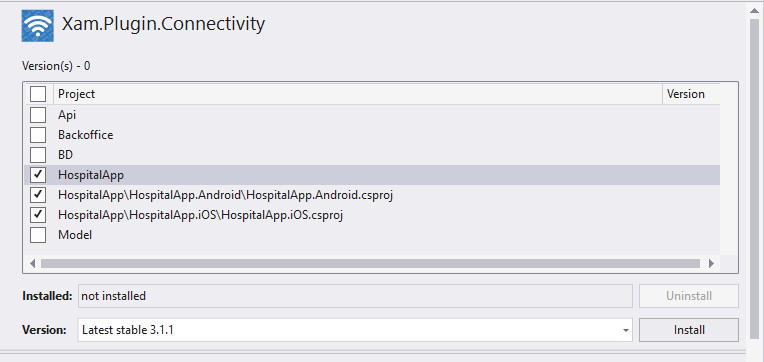 Xam.Plugin.Connectivity
Version(s) - 0
Project Version
Api
Backoffice
BD
HospitalApp
HospitalApp\HospitalApp.Android\HospitalApp.Android.csproj
HospitalApp\HospitalApp.iOS\HospitalApp.iOS.csproj
Model
Installed: not installed Uninstall
Version: Latest stable 3.1.1 Install